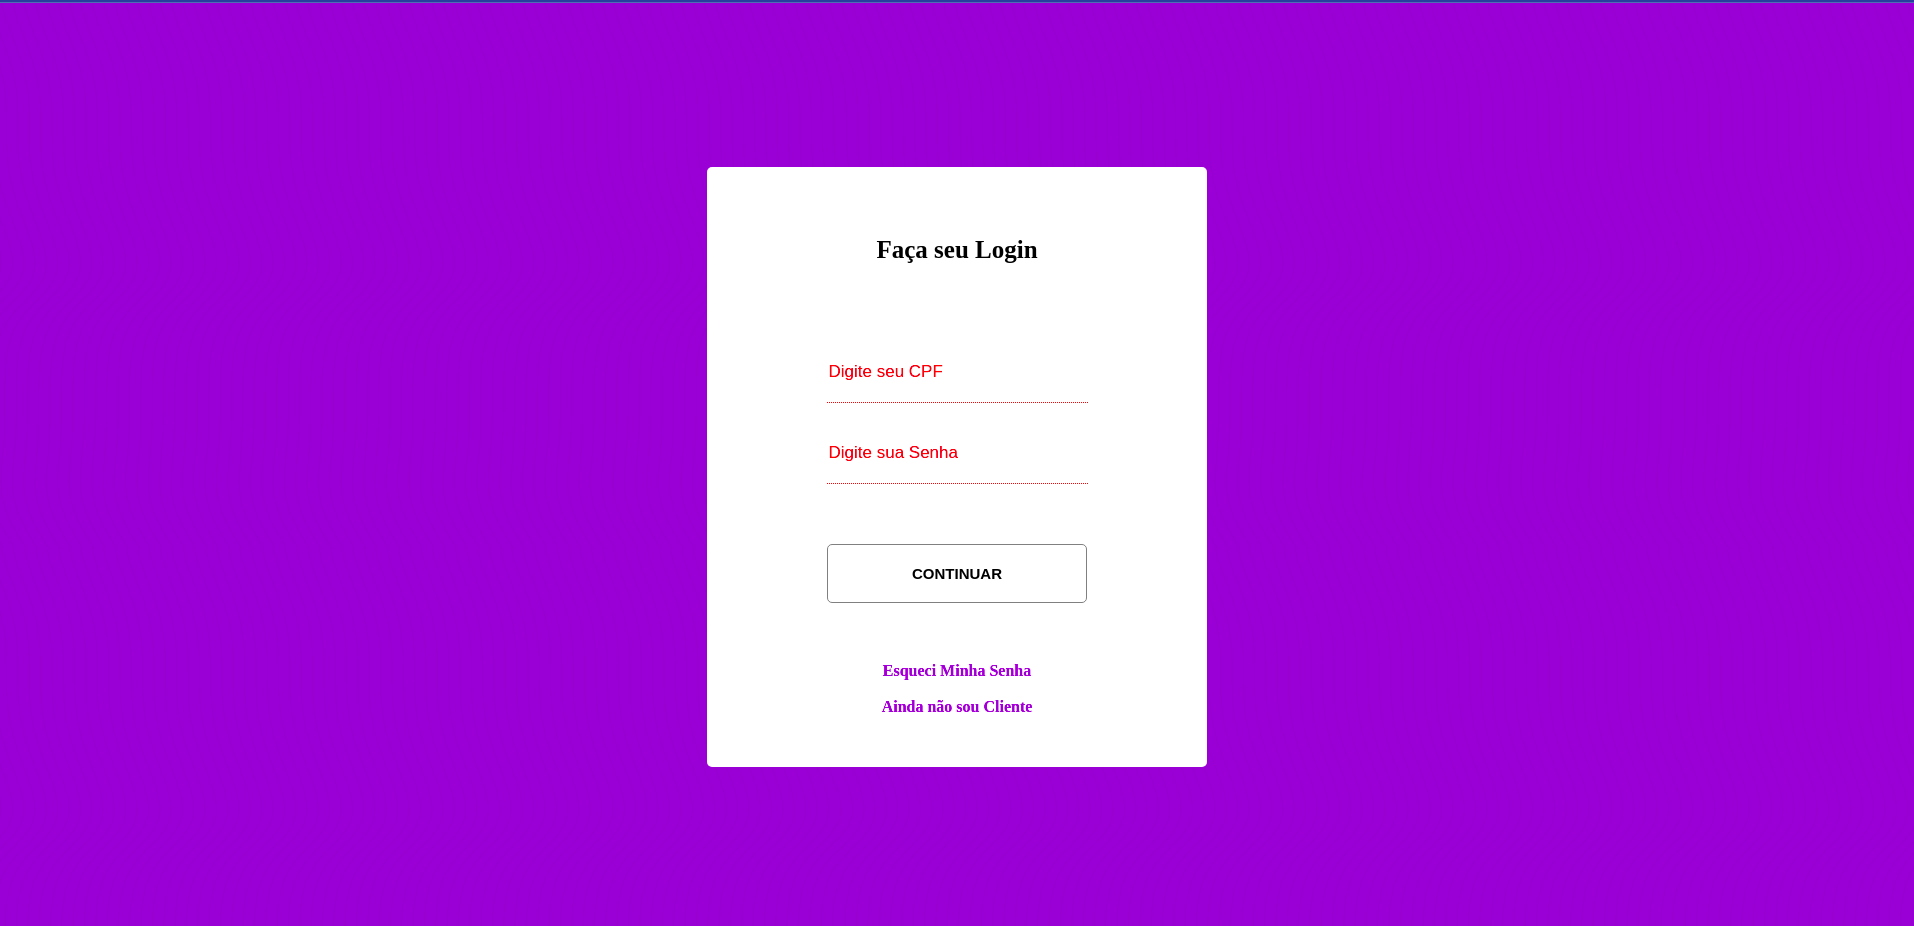 Faça seu Login
Digite seu CPF
Digite sua Senha
CONTINUAR
Esqueci Minha Senha
Ainda não sou Cliente